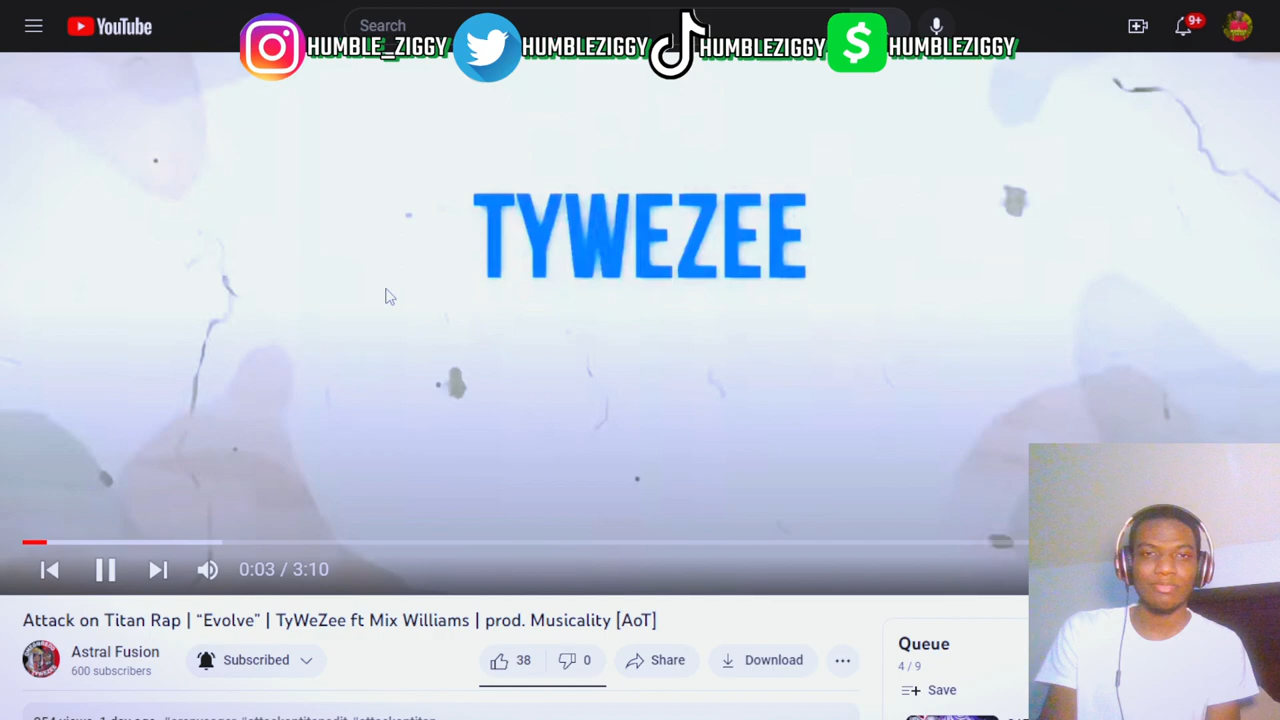 YouTube
Search
9+
HUMBLE_ZIGGY
HUMBLEZIGGY
HUMBLEZIGGY
HUMBLEZIGGY
TYWEZEE
0:03 / 3:10
Attack on Titan Rap | “Evolve” | TyWeZee ft Mix Williams | prod. Musicality [AoT]
Astral Fusion
600 subscribers
Subscribed
38
0
Share
Download
Queue
4 / 9
Save